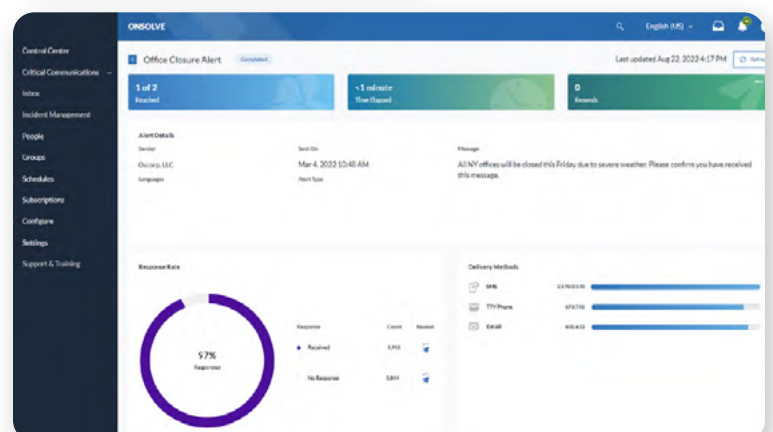 ONSOLVE
English (US)
Control Center
Critical Communications
Inbox
Incident Management
People
Groups
Schedules
Subscriptions
Configure
Settings
Support & Training
Office Closure Alert
Completed
Last updated Aug 22, 2022 4:17 PM
1 of 2
Reached
<1 minute
Time Elapsed
0
Resends
Alert Details
Sender
Oscorp, LLC
Languages
Sent On
Mar 4, 2022 10:48 AM
Alert Type
Message
All NY offices will be closed this Friday due to severe weather. Please confirm you have received
this message.
Response Rate
97%
Responded
Response Count Resend
Received
No Response
Delivery Methods
SMS
TTY Phone
Email